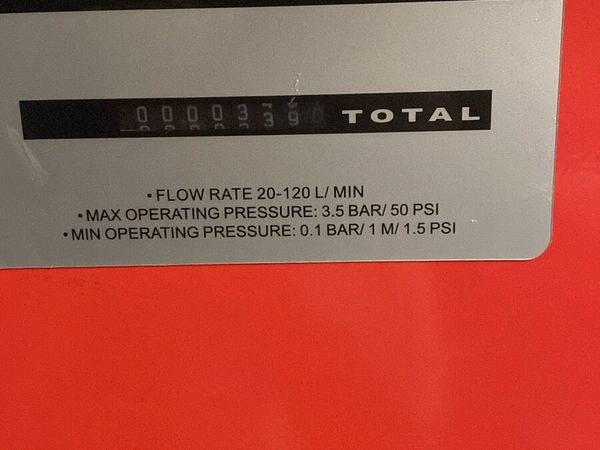 0000339 TOTAL
• FLOW RATE 20-120 L/ MIN
• MAX OPERATING PRESSURE: 3.5 BAR/ 50 PSI
• MIN OPERATING PRESSURE: 0.1 BAR/ 1 M/ 1.5 PSI